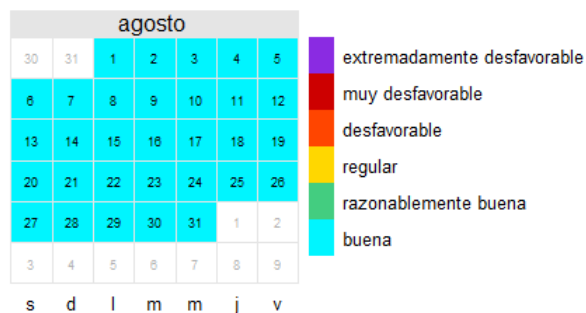 agosto
30 31 1 2 3 4 5
6 7 8 9 10 11 12
13 14 15 16 17 18 19
20 21 22 23 24 25 26
27 28 29 30 31 1 2
3 4 5 6 7 8 9
s d l m m j v
extremadamente desfavorable
muy desfavorable
desfavorable
regular
razonablemente buena
buena